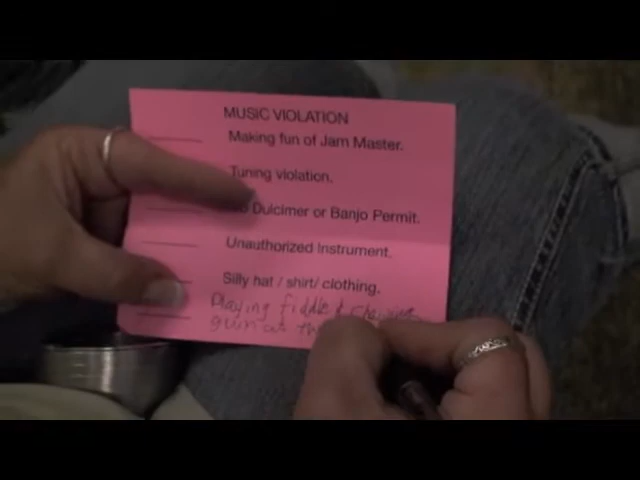 MUSIC VIOLATION
Making fun of Jam Master.
Tuning violation.
Dulcimer or Banjo Permit.
Unauthorized Instrument.
Silly hat / shirt/ clothing.
Playing fiddle & chewing
gum at